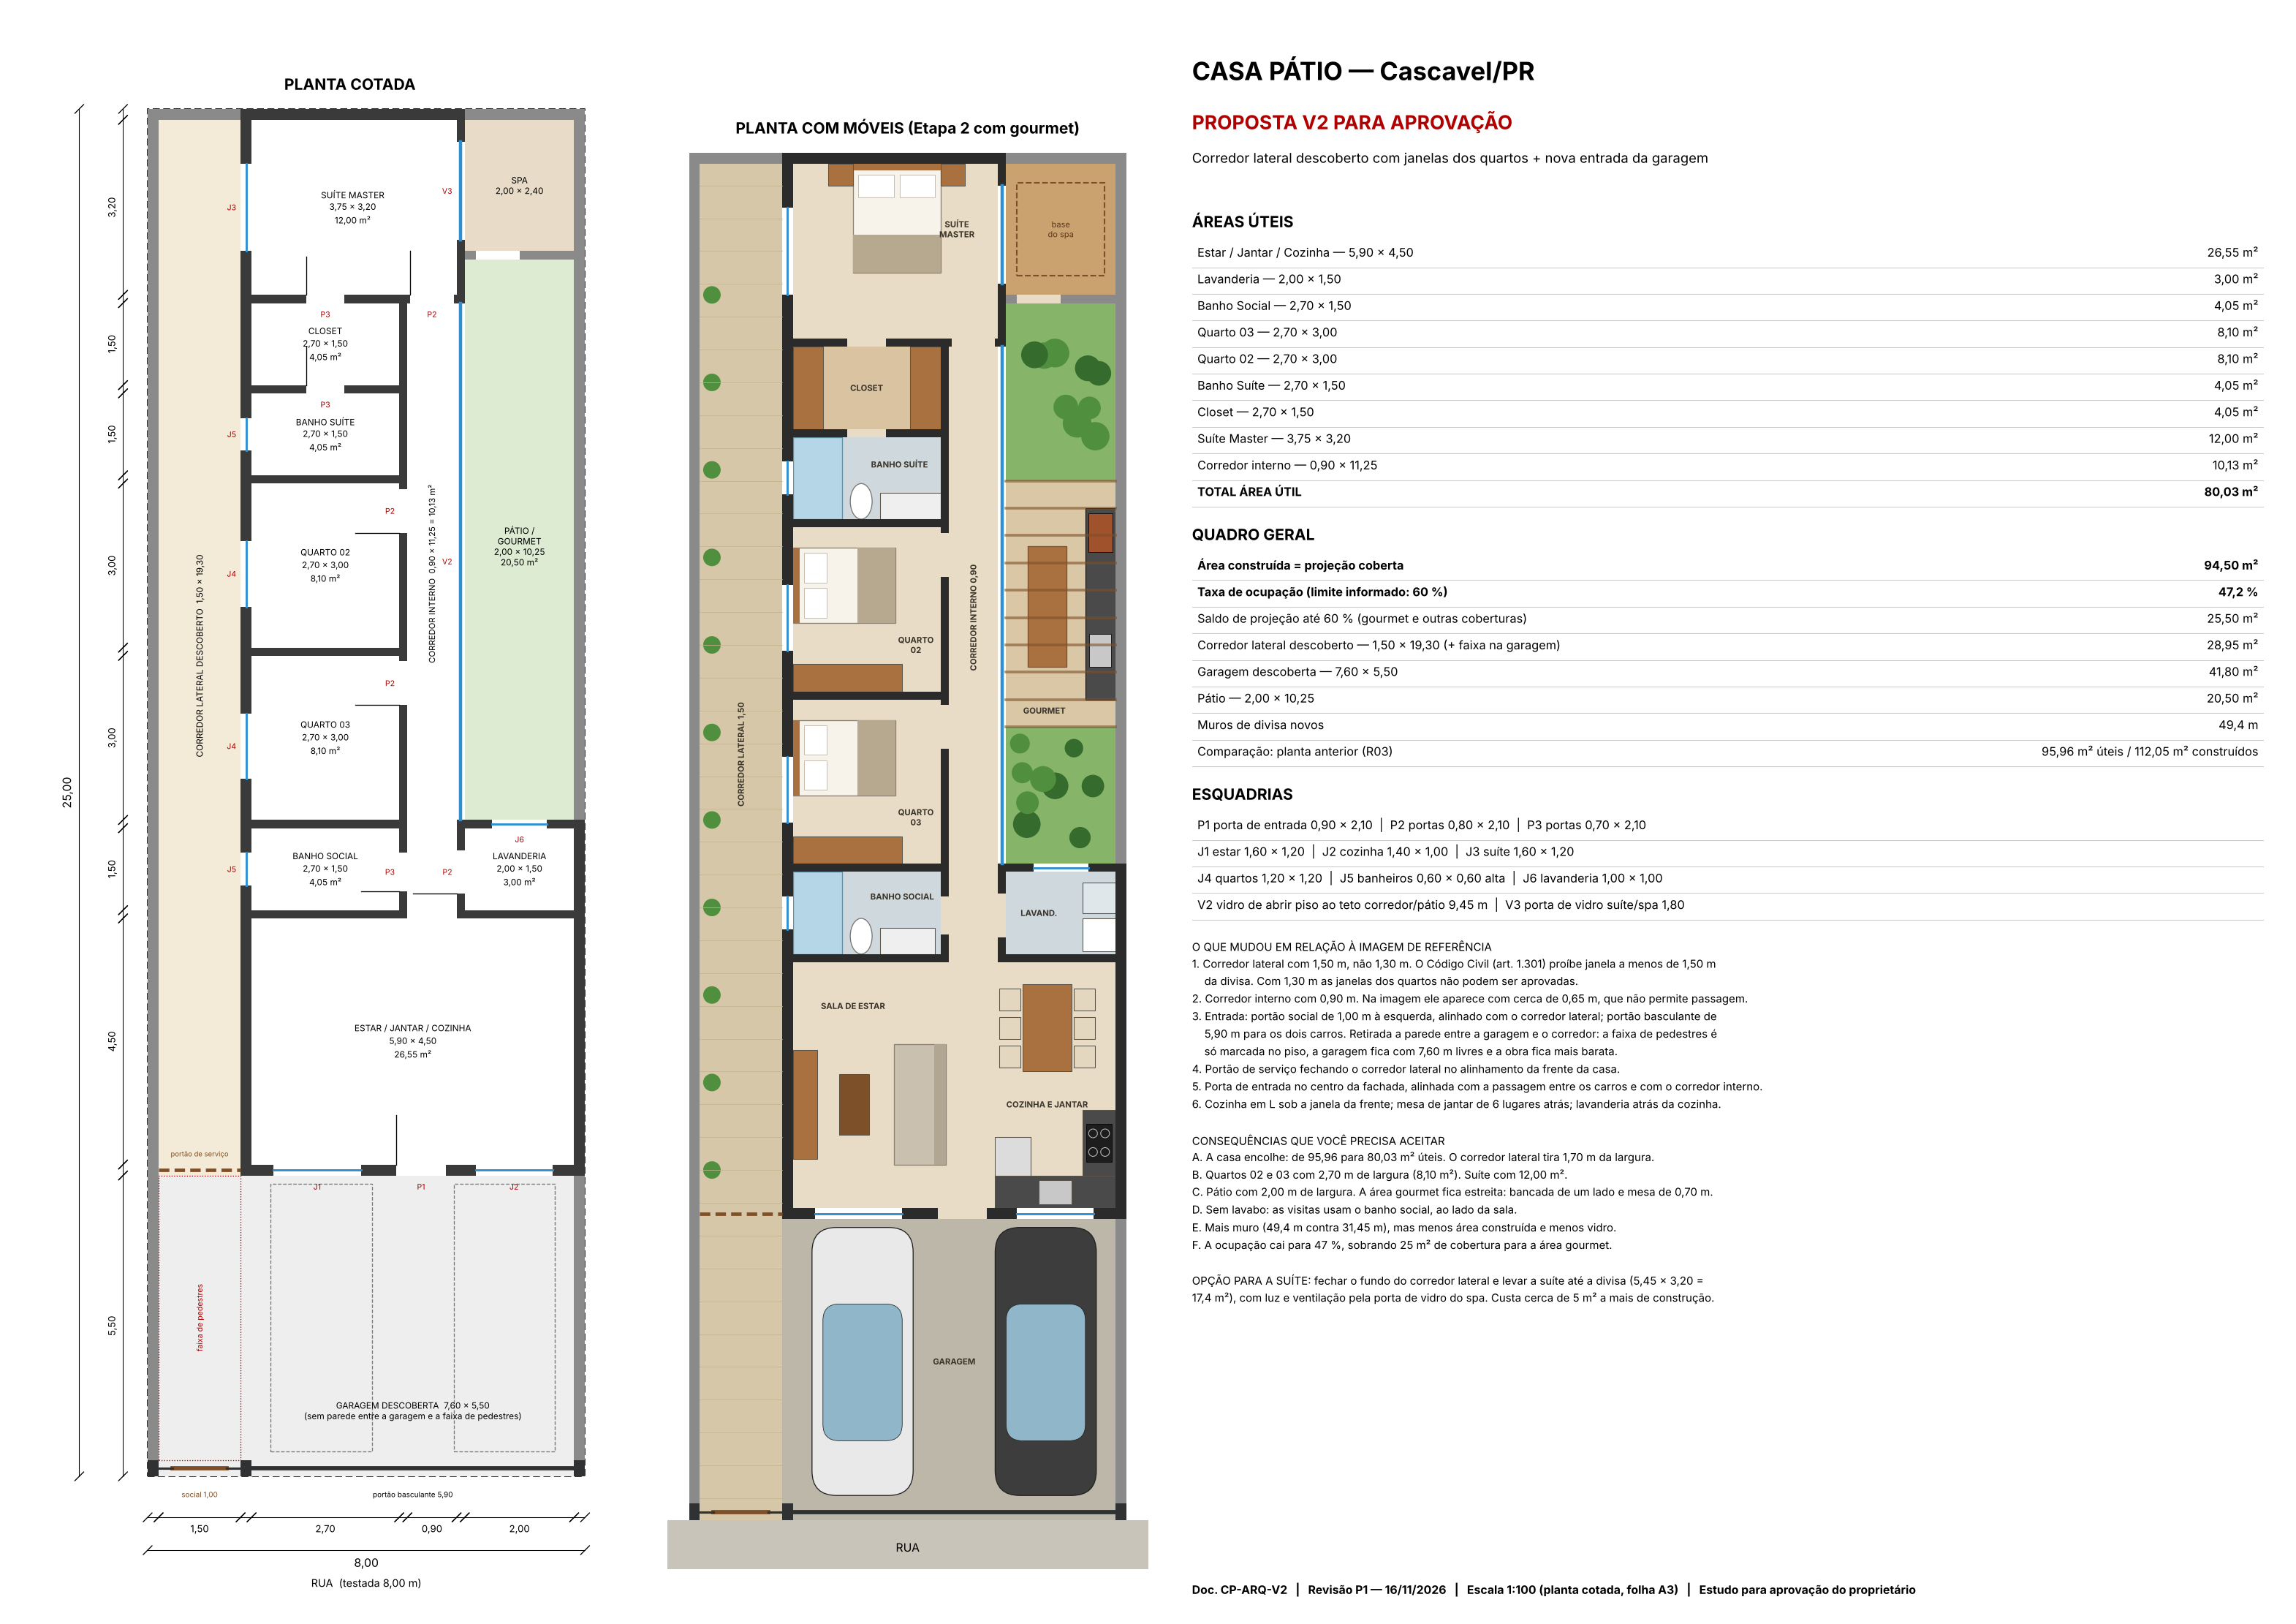 PLANTA COTADA
SUÍTE MASTER
3,75 × 3,20
12,00 m²
V3
J3
SPA
2,00 × 2,40
P3
P2
CLOSET
2,70 × 1,50
4,05 m²
P3
BANHO SUÍTE
2,70 × 1,50
4,05 m²
J5
P2
QUARTO 02
2,70 × 3,00
8,10 m²
J4
CORREDOR INTERNO 0,90 × 11,25 = 10,13 m²
V2
PÁTIO /
GOURMET
2,00 × 10,25
20,50 m²
CORREDOR LATERAL DESCOBERTO 1,50 × 19,30
P2
QUARTO 03
2,70 × 3,00
8,10 m²
J4
J6
BANHO SOCIAL
2,70 × 1,50
4,05 m²
J5
P3
P2
LAVANDERIA
2,00 × 1,50
3,00 m²
ESTAR / JANTAR / COZINHA
5,90 × 4,50
26,55 m²
portão de serviço
J1
P1
J2
faixa de pedestres
GARAGEM DESCOBERTA 7,60 × 5,50
(sem parede entre a garagem e a faixa de pedestres)
social 1,00
portão basculante 5,90
3,20
1,50
1,50
3,00
3,00
1,50
4,50
5,50
25,00
1,50
2,70
0,90
2,00
8,00
RUA (testada 8,00 m)
PLANTA COM MÓVEIS (Etapa 2 com gourmet)
SUÍTE
MASTER
base
do spa
CLOSET
BANHO SUÍTE
QUARTO
02
CORREDOR INTERNO 0,90
GOURMET
CORREDOR LATERAL 1,50
QUARTO
03
BANHO SOCIAL
LAVAND.
SALA DE ESTAR
COZINHA E JANTAR
GARAGEM
RUA
CASA PÁTIO — Cascavel/PR
PROPOSTA V2 PARA APROVAÇÃO
Corredor lateral descoberto com janelas dos quartos + nova entrada da garagem
ÁREAS ÚTEIS
Estar / Jantar / Cozinha — 5,90 × 4,50 26,55 m²
Lavanderia — 2,00 × 1,50 3,00 m²
Banho Social — 2,70 × 1,50 4,05 m²
Quarto 03 — 2,70 × 3,00 8,10 m²
Quarto 02 — 2,70 × 3,00 8,10 m²
Banho Suíte — 2,70 × 1,50 4,05 m²
Closet — 2,70 × 1,50 4,05 m²
Suíte Master — 3,75 × 3,20 12,00 m²
Corredor interno — 0,90 × 11,25 10,13 m²
TOTAL ÁREA ÚTIL 80,03 m²
QUADRO GERAL
Área construída = projeção coberta 94,50 m²
Taxa de ocupação (limite informado: 60 %) 47,2 %
Saldo de projeção até 60 % (gourmet e outras coberturas) 25,50 m²
Corredor lateral descoberto — 1,50 × 19,30 (+ faixa na garagem) 28,95 m²
Garagem descoberta — 7,60 × 5,50 41,80 m²
Pátio — 2,00 × 10,25 20,50 m²
Muros de divisa novos 49,4 m
Comparação: planta anterior (R03) 95,96 m² úteis / 112,05 m² construídos
ESQUADRIAS
P1 porta de entrada 0,90 × 2,10 | P2 portas 0,80 × 2,10 | P3 portas 0,70 × 2,10
J1 estar 1,60 × 1,20 | J2 cozinha 1,40 × 1,00 | J3 suíte 1,60 × 1,20
J4 quartos 1,20 × 1,20 | J5 banheiros 0,60 × 0,60 alta | J6 lavanderia 1,00 × 1,00
V2 vidro de abrir piso ao teto corredor/pátio 9,45 m | V3 porta de vidro suíte/spa 1,80
O QUE MUDOU EM RELAÇÃO À IMAGEM DE REFERÊNCIA
1. Corredor lateral com 1,50 m, não 1,30 m. O Código Civil (art. 1.301) proíbe janela a menos de 1,50 m
da divisa. Com 1,30 m as janelas dos quartos não podem ser aprovadas.
2. Corredor interno com 0,90 m. Na imagem ele aparece com cerca de 0,65 m, que não permite passagem.
3. Entrada: portão social de 1,00 m à esquerda, alinhado com o corredor lateral; portão basculante de
5,90 m para os dois carros. Retirada a parede entre a garagem e o corredor: a faixa de pedestres é
só marcada no piso, a garagem fica com 7,60 m livres e a obra fica mais barata.
4. Portão de serviço fechando o corredor lateral no alinhamento da frente da casa.
5. Porta de entrada no centro da fachada, alinhada com a passagem entre os carros e com o corredor interno.
6. Cozinha em L sob a janela da frente; mesa de jantar de 6 lugares atrás; lavanderia atrás da cozinha.
CONSEQUÊNCIAS QUE VOCÊ PRECISA ACEITAR
A. A casa encolhe: de 95,96 para 80,03 m² úteis. O corredor lateral tira 1,70 m da largura.
B. Quartos 02 e 03 com 2,70 m de largura (8,10 m²). Suíte com 12,00 m².
C. Pátio com 2,00 m de largura. A área gourmet fica estreita: bancada de um lado e mesa de 0,70 m.
D. Sem lavabo: as visitas usam o banho social, ao lado da sala.
E. Mais muro (49,4 m contra 31,45 m), mas menos área construída e menos vidro.
F. A ocupação cai para 47 %, sobrando 25 m² de cobertura para a área gourmet.
OPÇÃO PARA A SUÍTE: fechar o fundo do corredor lateral e levar a suíte até a divisa (5,45 × 3,20 =
17,4 m²), com luz e ventilação pela porta de vidro do spa. Custa cerca de 5 m² a mais de construção.
Doc. CP-ARQ-V2 | Revisão P1 — 16/11/2026 | Escala 1:100 (planta cotada, folha A3) | Estudo para aprovação do proprietário